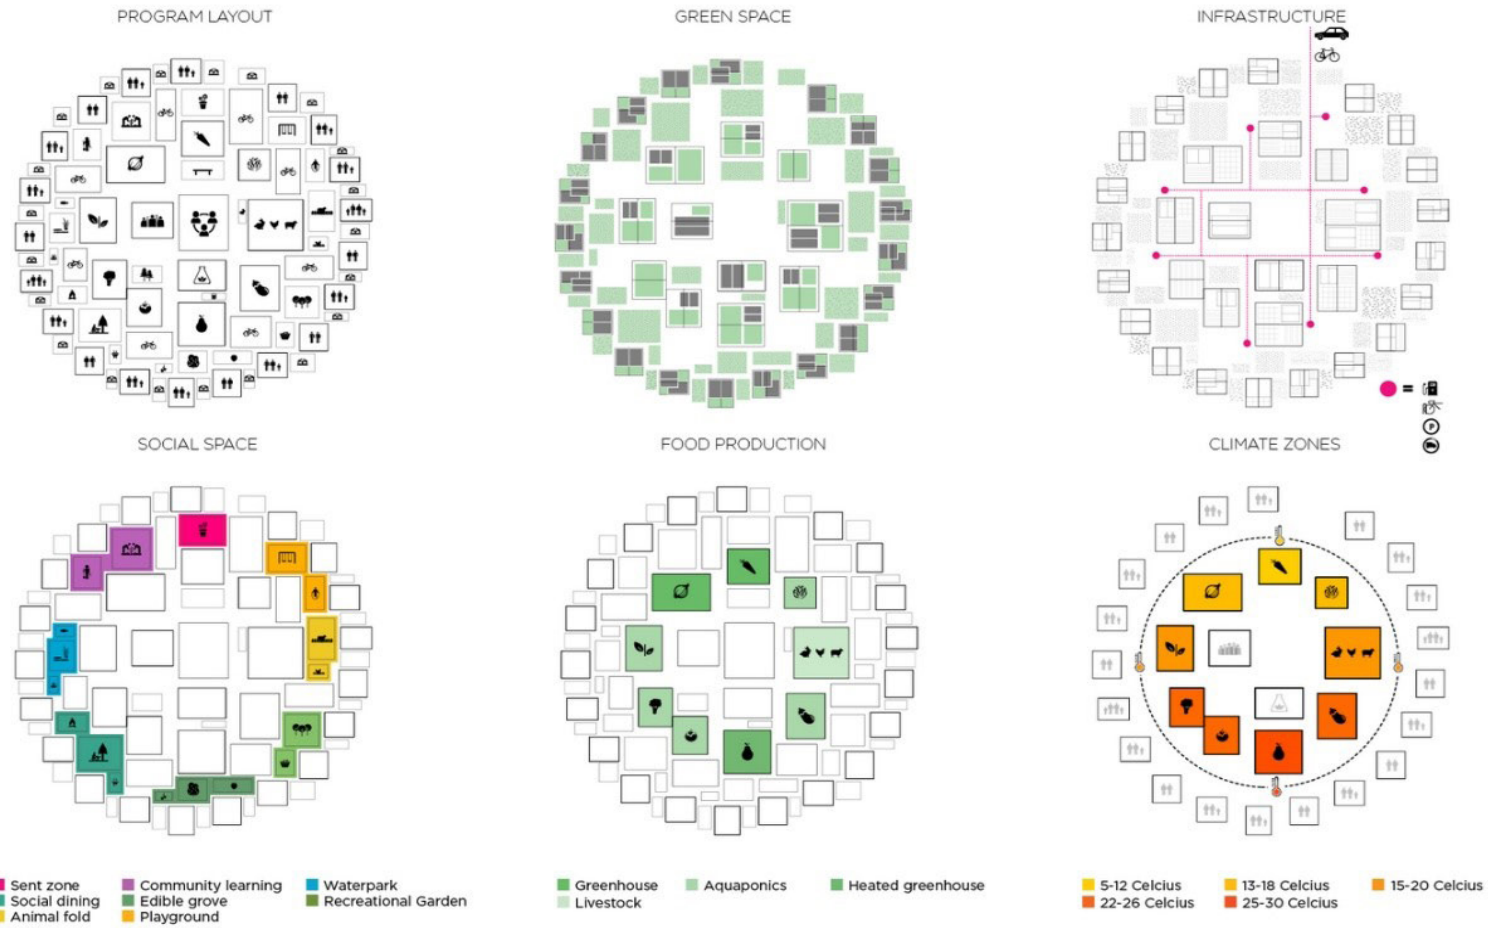 PROGRAM LAYOUT
GREEN SPACE
INFRASTRUCTURE
P
SOCIAL SPACE
FOOD PRODUCTION
CLIMATE ZONES
Sent zone
Community learning
Waterpark
Social dining
Edible grove
Recreational Garden
Animal fold
Playground
Greenhouse
Aquaponics
Heated greenhouse
Livestock
5-12 Celcius
13-18 Celcius
15-20 Celcius
22-26 Celcius
25-30 Celcius